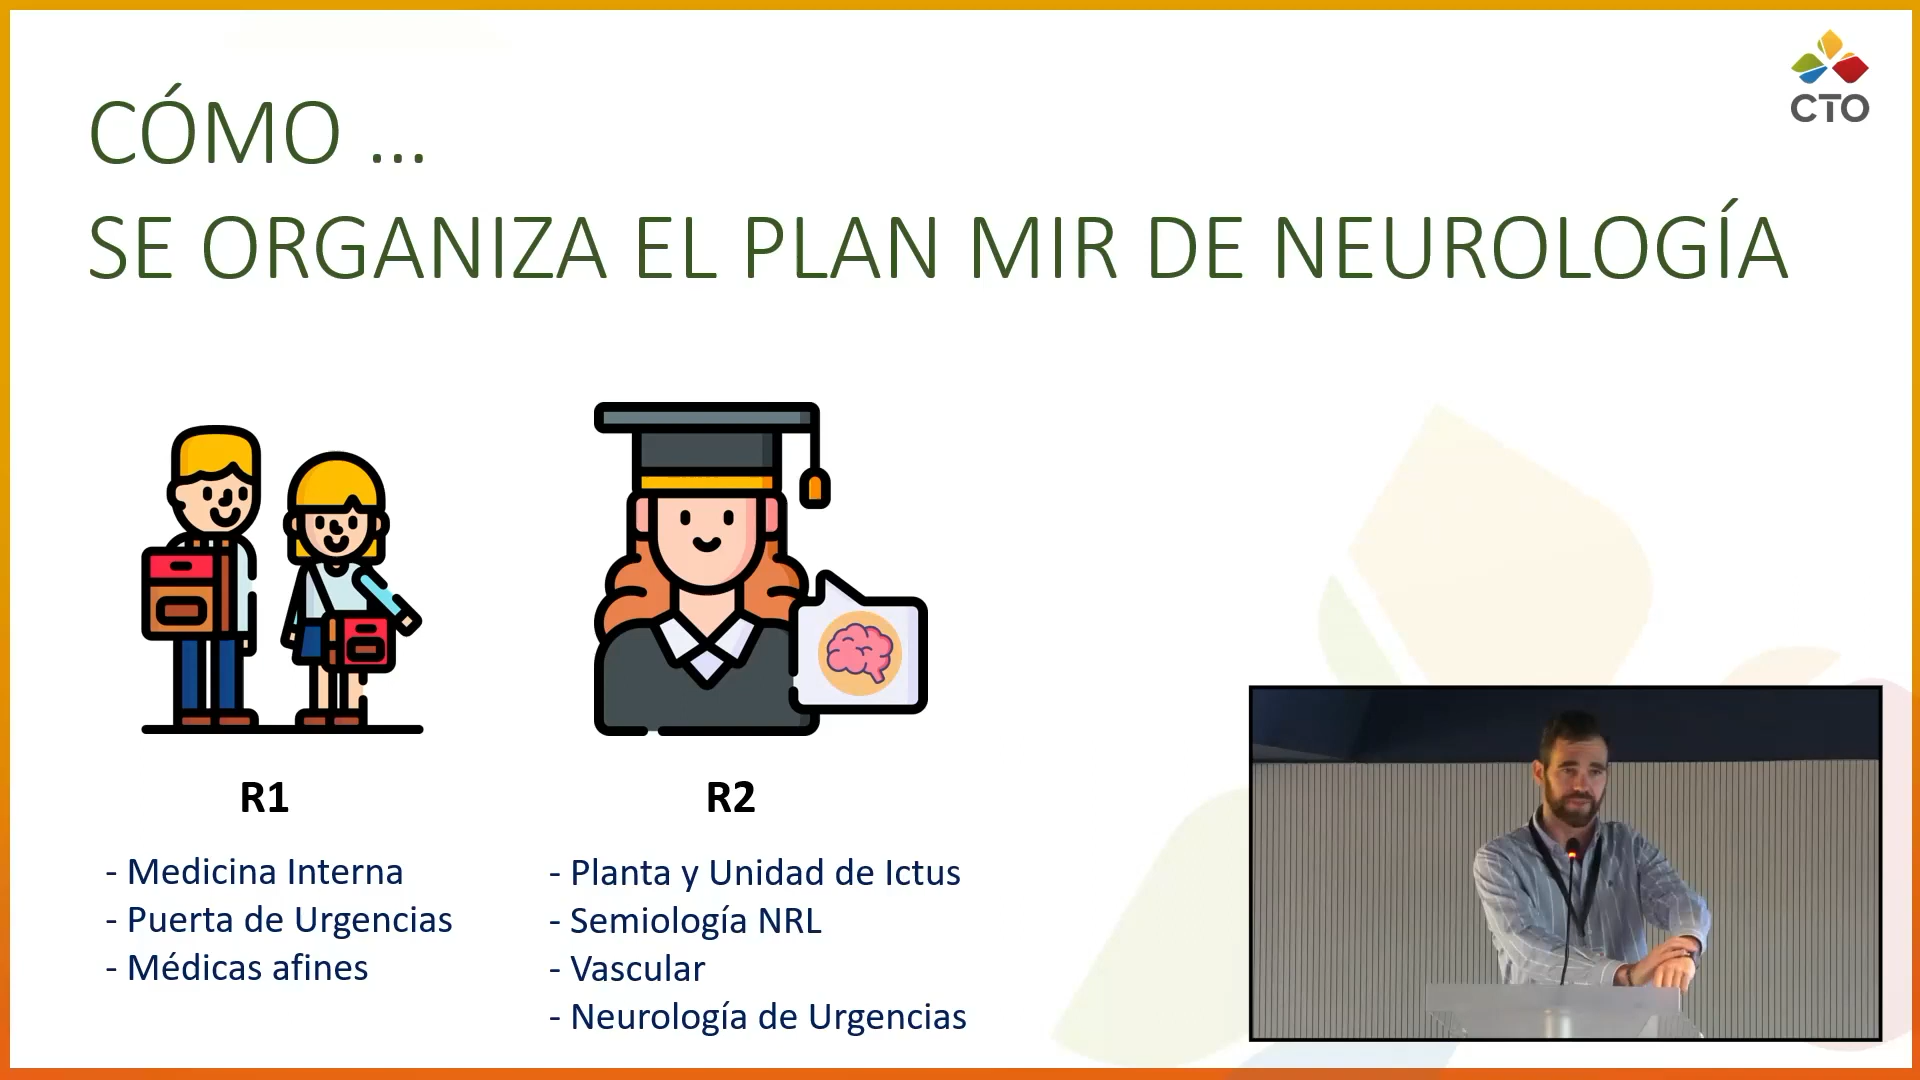 CTO
CÓMO ...
SE ORGANIZA EL PLAN MIR DE NEUROLOGÍA
R1
- Medicina Interna
- Puerta de Urgencias
- Médicas afines
R2
- Planta y Unidad de Ictus
- Semiología NRL
- Vascular
- Neurología de Urgencias